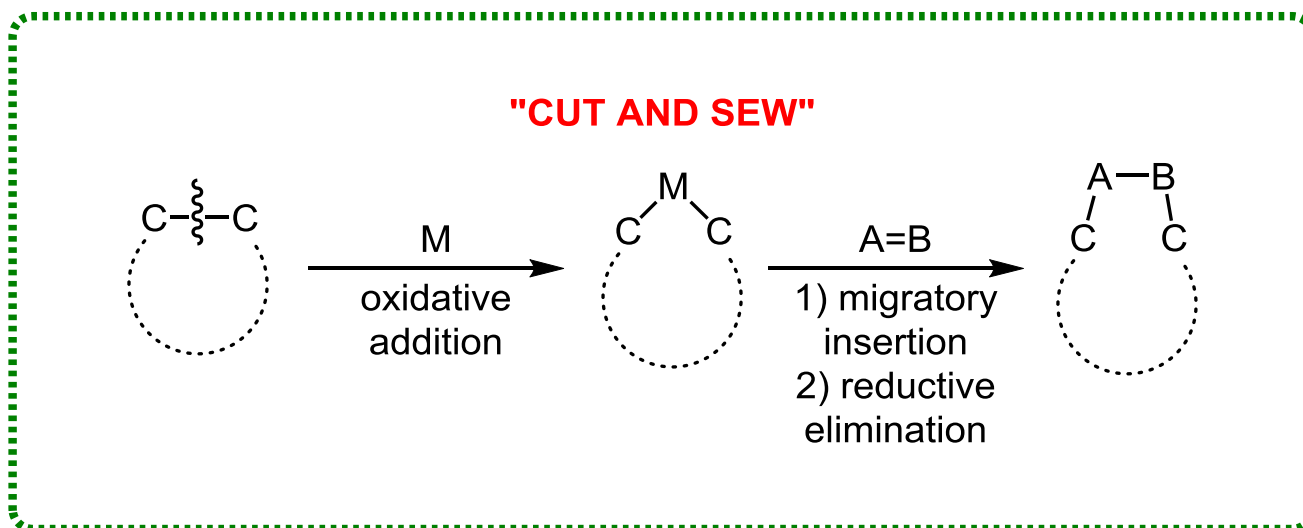 "CUT AND SEW"
C C
M
oxidative
addition
M
C C
A=B
1) migratory
insertion
2) reductive
elimination
A B
C C